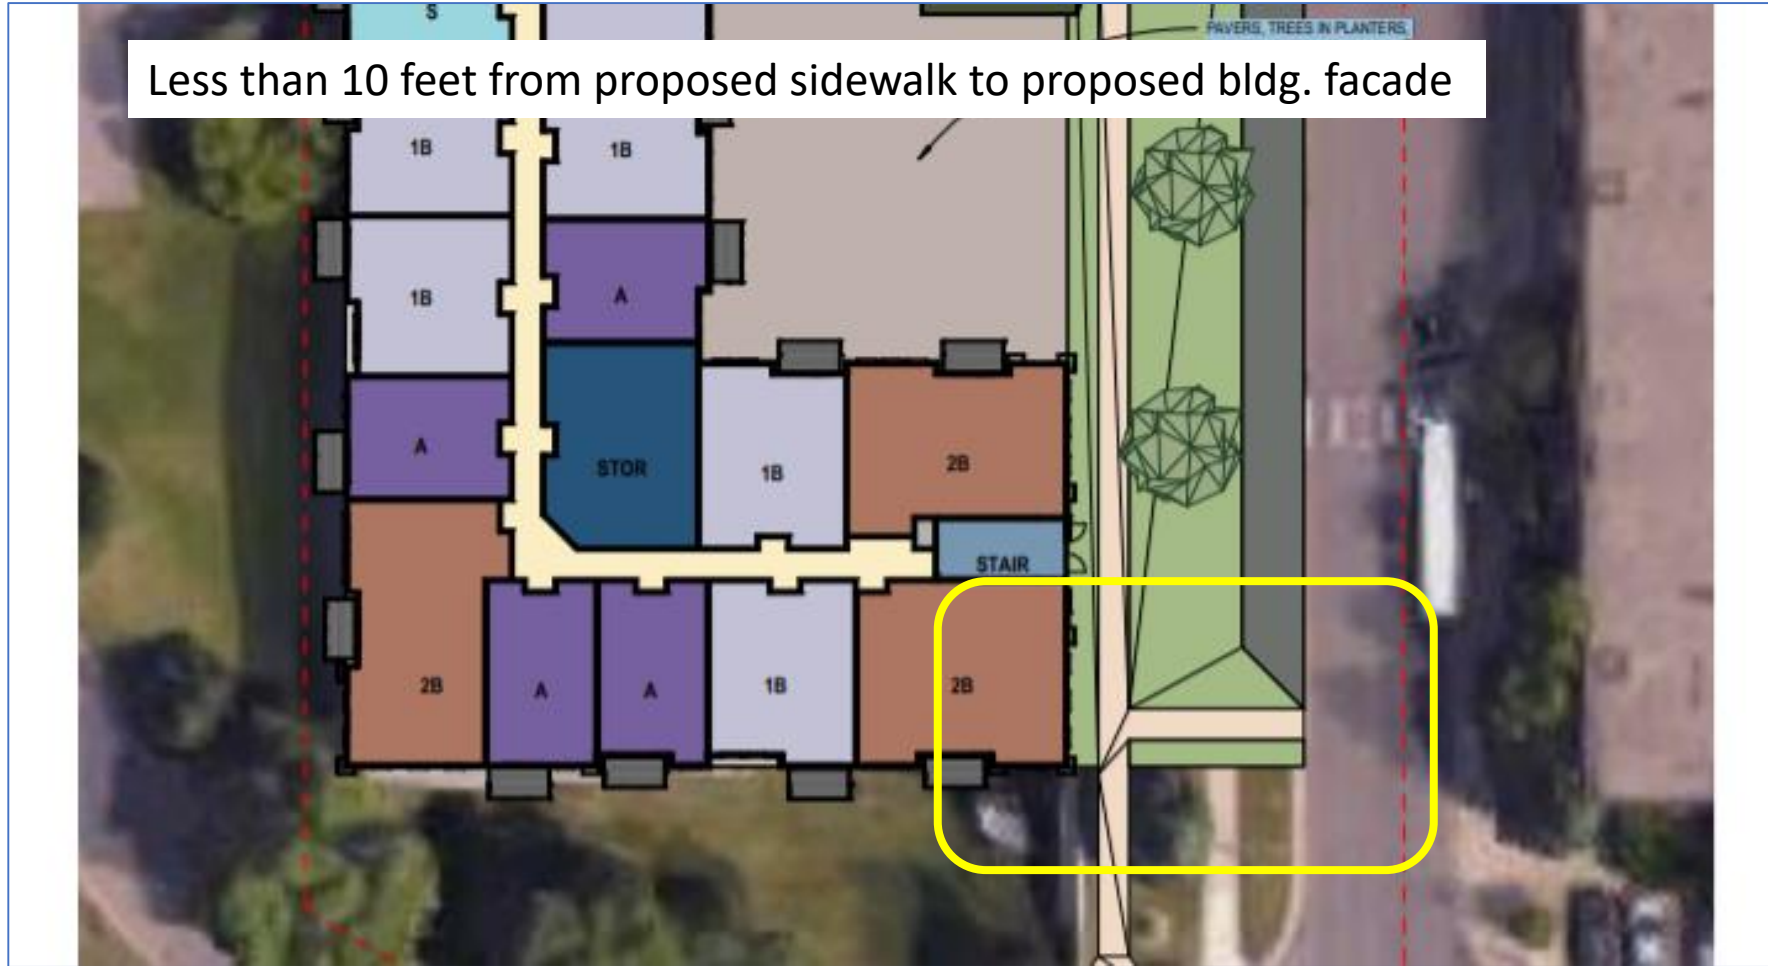 S
PAVERS, TREES IN PLANTERS,
Less than 10 feet from proposed sidewalk to proposed bldg. facade
1B
1B
1B
A
A
STOR
1B
2B
STAIR
2B
A
A
1B
2B